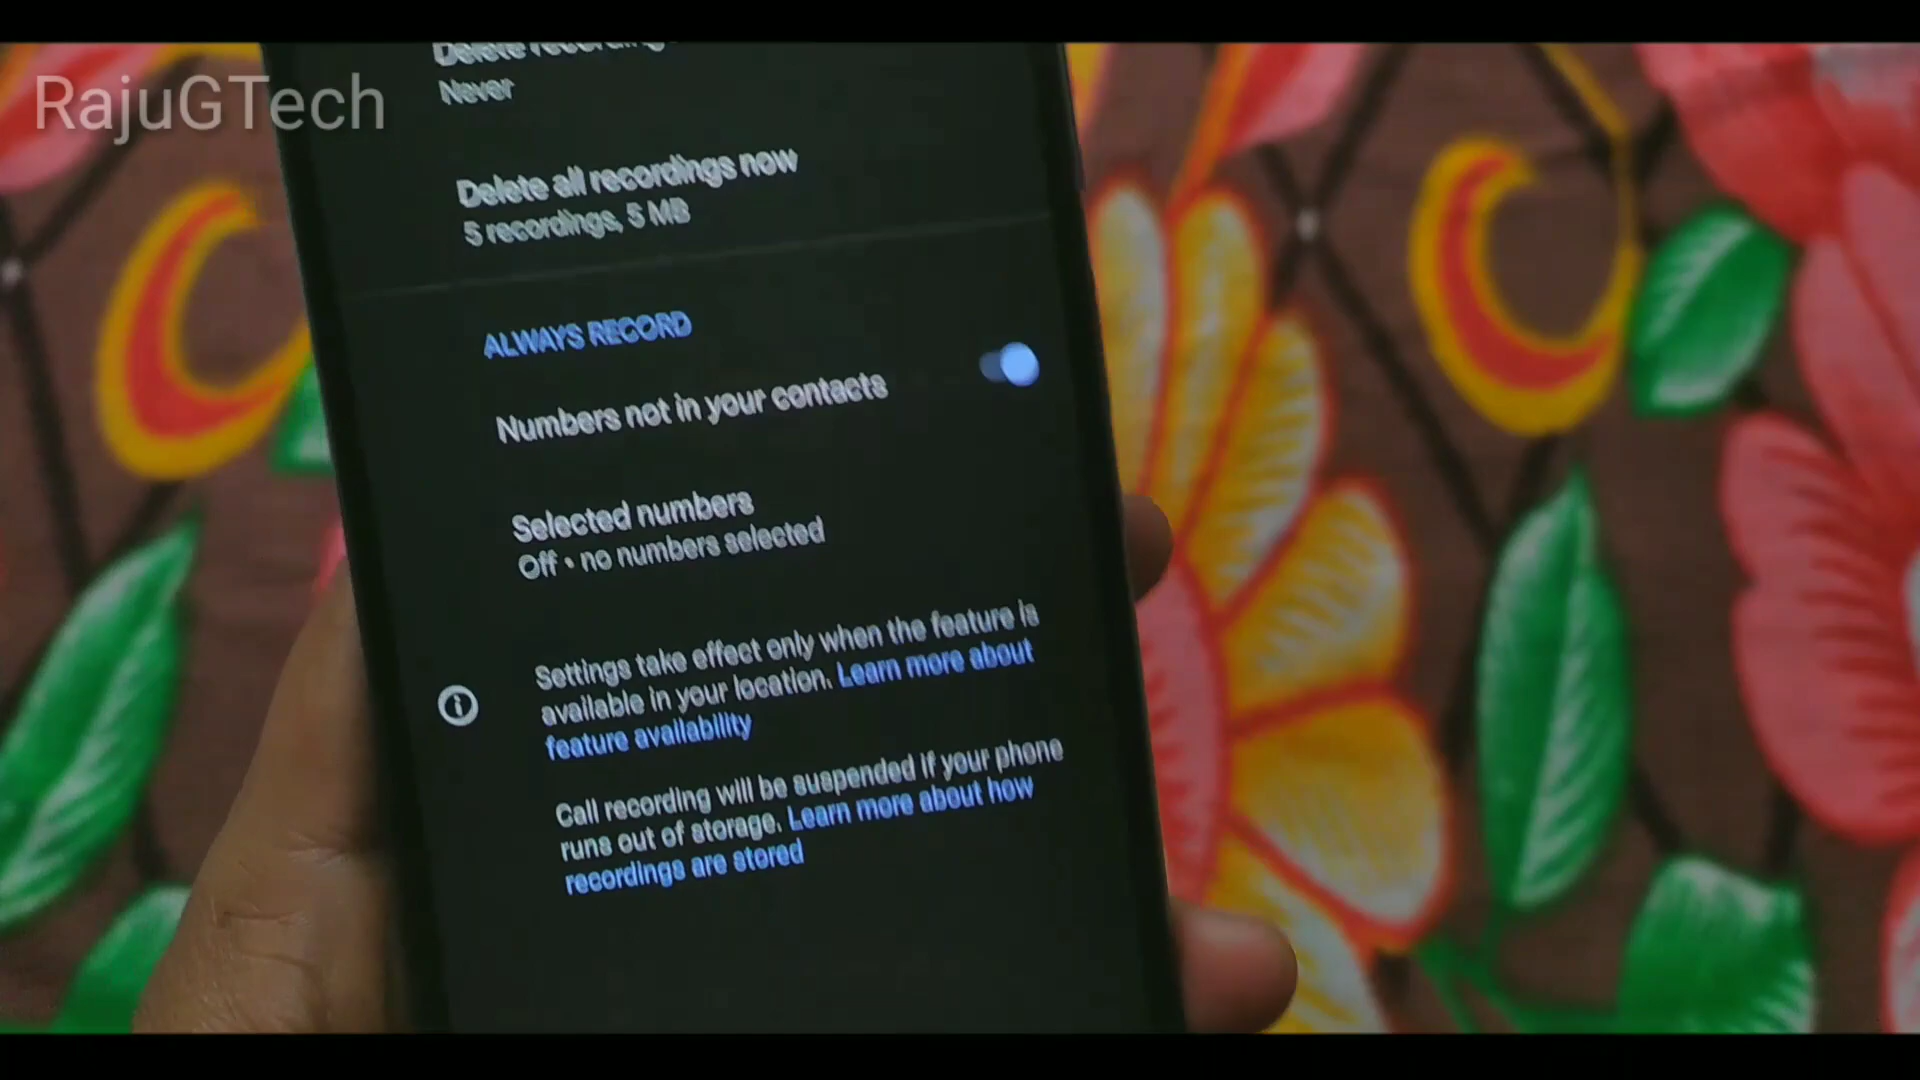 Delete recordings
RajuGTech
Never
Delete all recordings now
5 recordings, 5 MB
ALWAYS RECORD
Numbers not in your contacts
Selected numbers
Off • no numbers selected
Settings take effect only when the feature is
available in your location. Learn more about
feature availability
Call recording will be suspended if your phone
runs out of storage. Learn more about how
recordings are stored